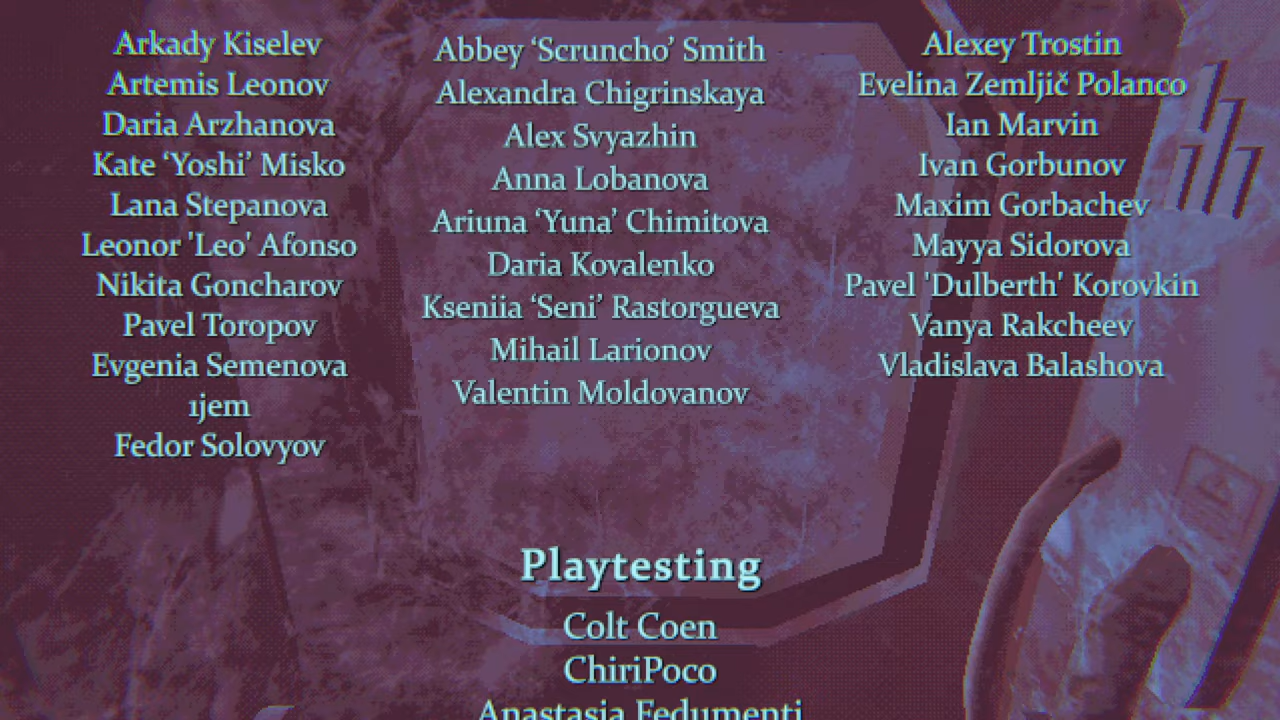 Arkady Kiselev
Artemis Leonov
Daria Arzhanova
Kate ‘Yoshi’ Misko
Lana Stepanova
Leonor 'Leo' Afonso
Nikita Goncharov
Pavel Toropov
Evgenia Semenova
ıjem
Fedor Solovyov
Abbey ‘Scruncho’ Smith
Alexandra Chigrinskaya
Alex Svyazhin
Anna Lobanova
Ariuna ‘Yuna’ Chimitova
Daria Kovalenko
Kseniia ‘Seni’ Rastorgueva
Mihail Larionov
Valentin Moldovanov
Alexey Trostin
Evelina Zemljič Polanco
Ian Marvin
Ivan Gorbunov
Maxim Gorbachev
Mayya Sidorova
Pavel 'Dulberth' Korovkin
Vanya Rakcheev
Vladislava Balashova
Playtesting
Colt Coen
ChiriPoco
Anastasia Fedumenti